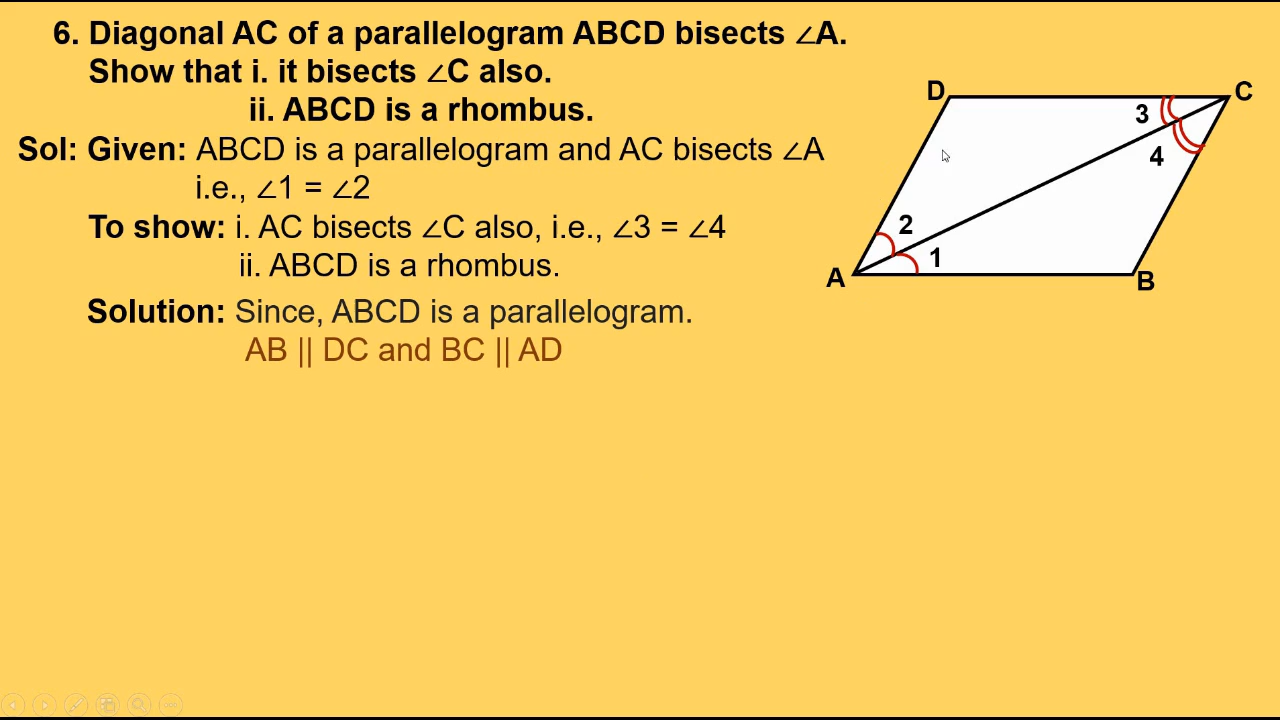 6. Diagonal AC of a parallelogram ABCD bisects ∠A.
Show that i. it bisects ∠C also.
ii. ABCD is a rhombus.
Sol: Given: ABCD is a parallelogram and AC bisects ∠A
i.e., ∠1 = ∠2
To show: i. AC bisects ∠C also, i.e., ∠3 = ∠4
ii. ABCD is a rhombus.
Solution: Since, ABCD is a parallelogram.
AB || DC and BC || AD
D
C
3
4
2
1
A
B